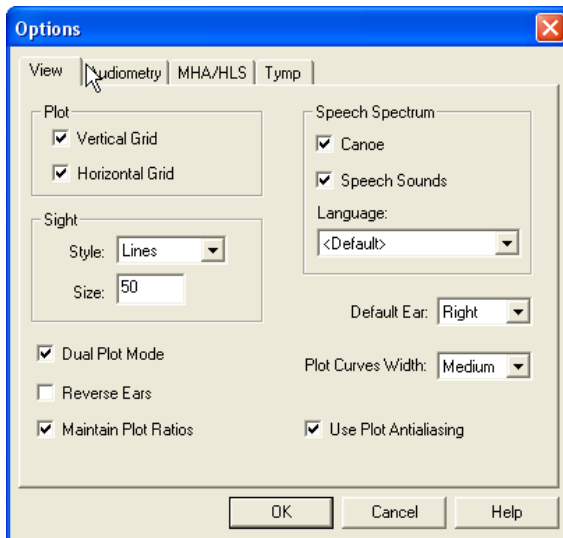 Options
View Audiometry MHA/HLS Tymp
Plot
Vertical Grid
Horizontal Grid
Sight
Style: Lines
Size: 50
Dual Plot Mode
Reverse Ears
Maintain Plot Ratios
Speech Spectrum
Canoe
Speech Sounds
Language:
<Default>
Default Ear: Right
Plot Curves Width: Medium
Use Plot Antialiasing
OK Cancel Help